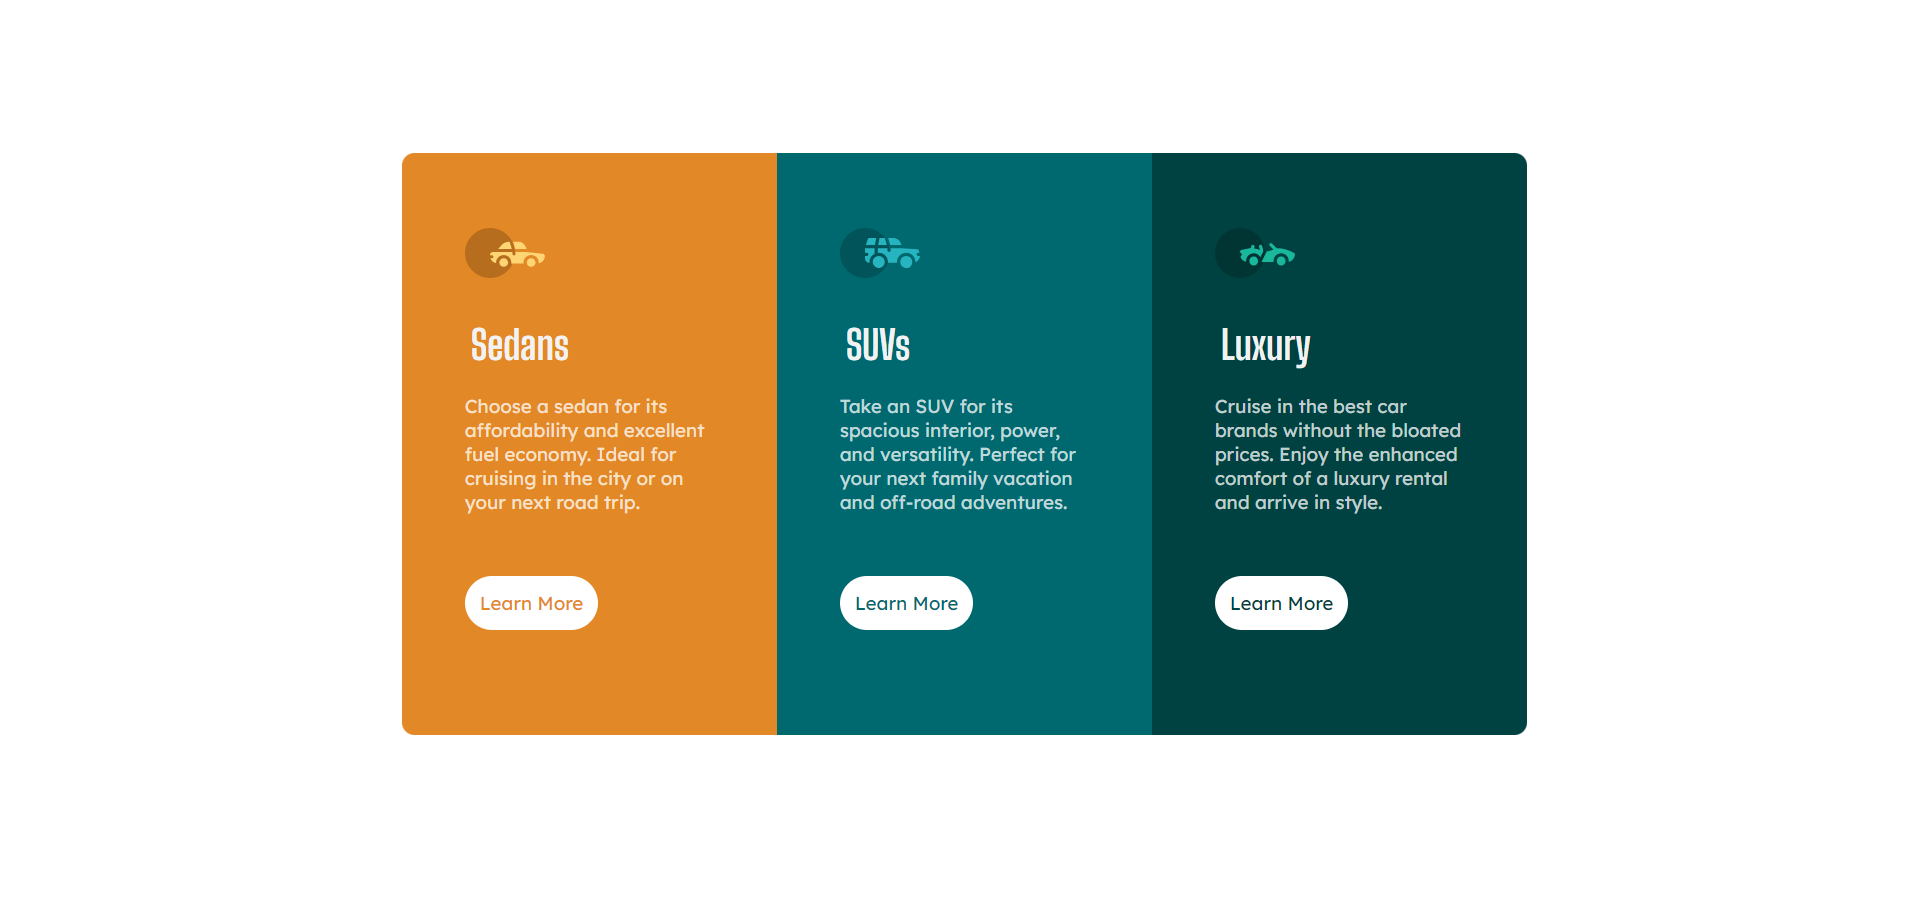 Sedans
Choose a sedan for its
affordability and excellent
fuel economy. Ideal for
cruising in the city or on
your next road trip.
Learn More
SUVs
Take an SUV for its
spacious interior, power,
and versatility. Perfect for
your next family vacation
and off-road adventures.
Learn More
Luxury
Cruise in the best car
brands without the bloated
prices. Enjoy the enhanced
comfort of a luxury rental
and arrive in style.
Learn More